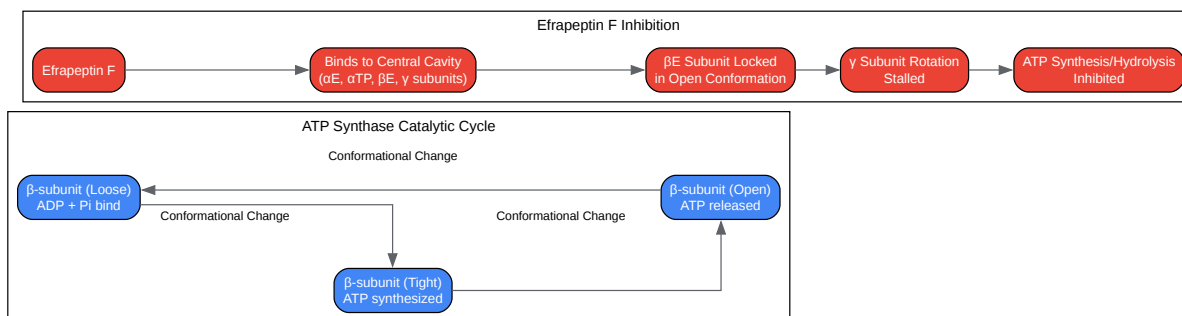 Efrapeptin F Inhibition
Efrapeptin F
Binds to Central Cavity
(αE, αTP, βE, γ subunits)
βE Subunit Locked
in Open Conformation
γ Subunit Rotation
Stalled
ATP Synthesis/Hydrolysis
Inhibited
ATP Synthase Catalytic Cycle
Conformational Change
β-subunit (Loose)
ADP + Pi bind
Conformational Change
Conformational Change
β-subunit (Open)
ATP released
β-subunit (Tight)
ATP synthesized